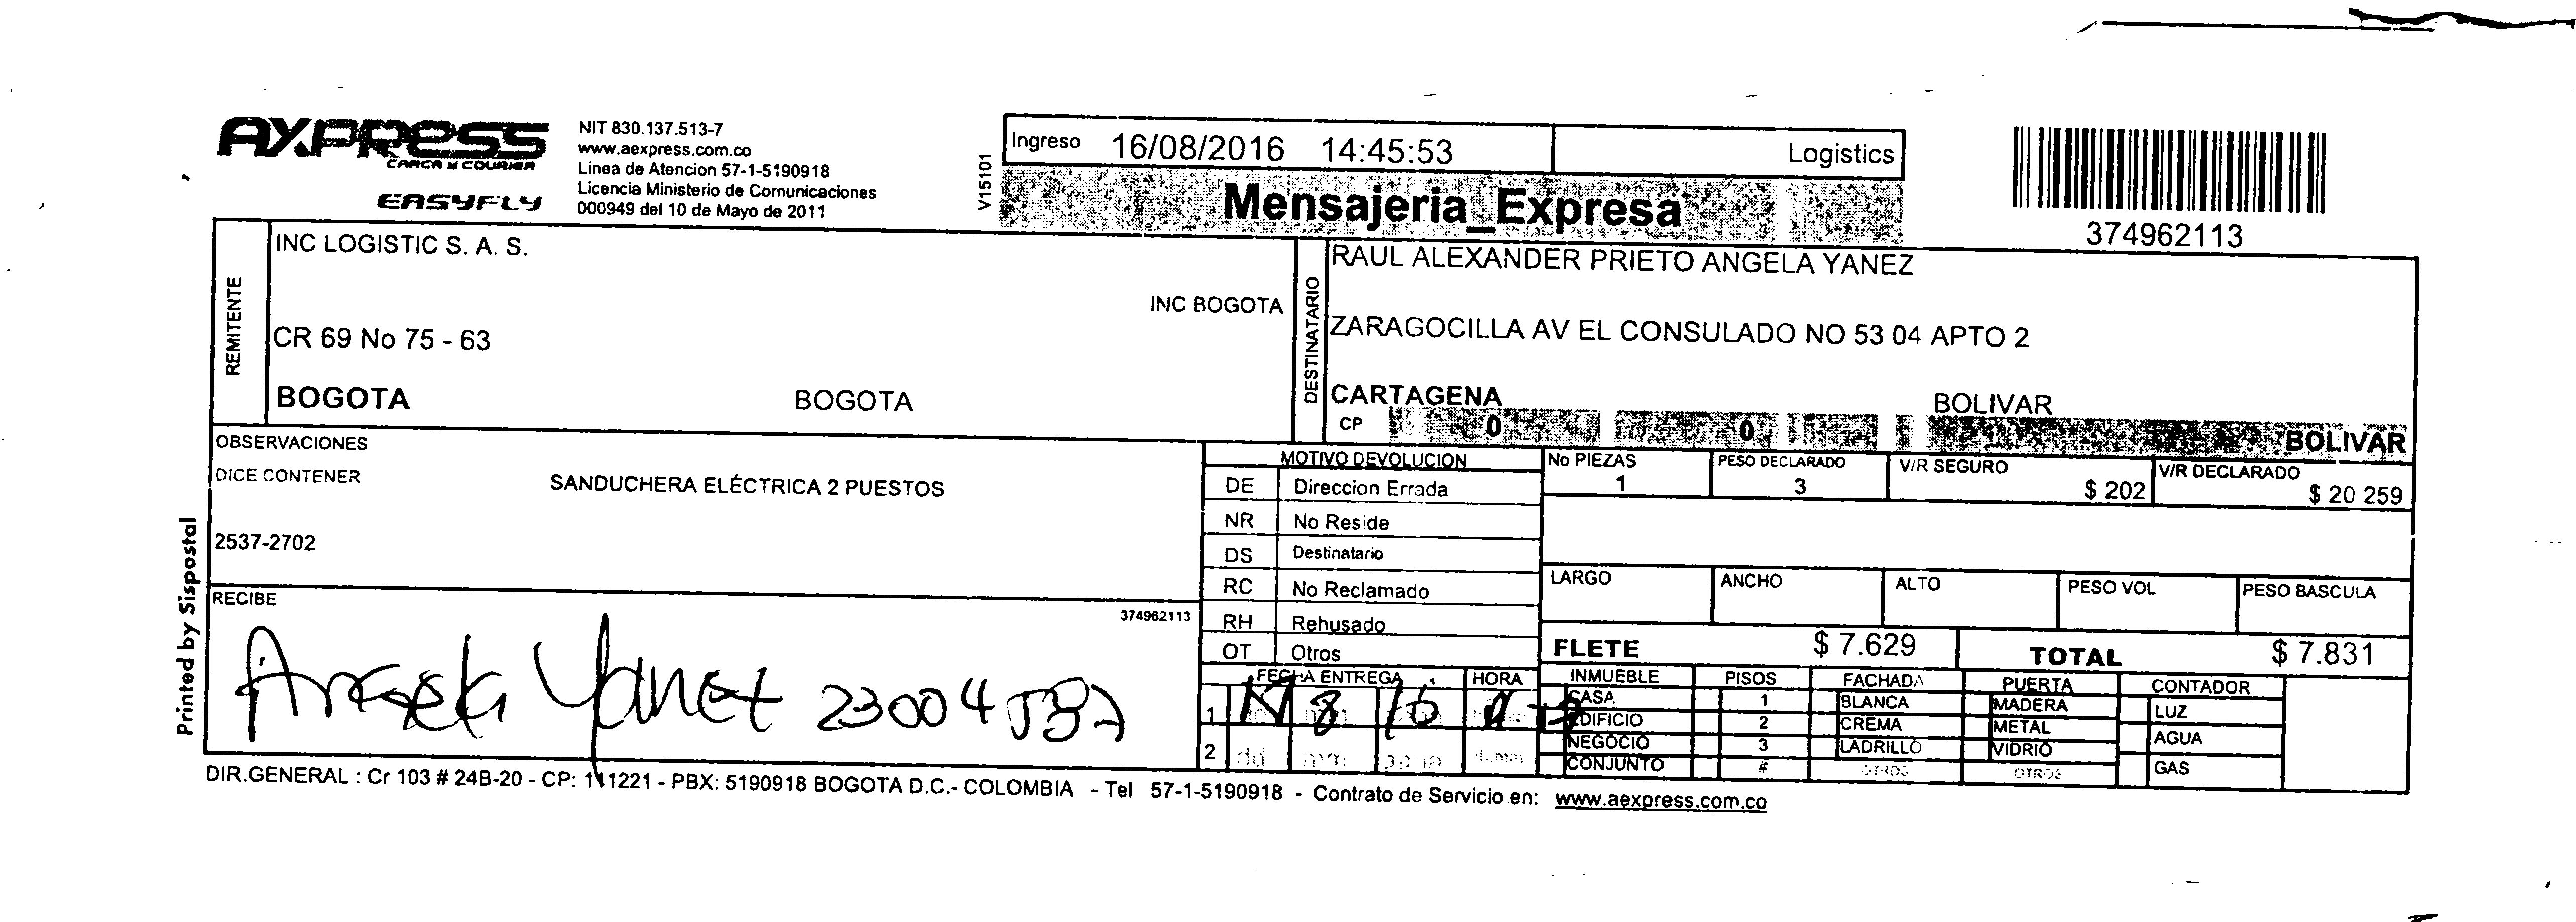 AXPRESS
CARGA Y COURIER
EASYFLY
NIT 830.137.513-7
www.aexpress.com.co
Linea de Atencion 57-1-5190918
Licencia Ministerio de Comunicaciones
000949 del 10 de Mayo de 2011
V15101
Ingreso 16/08/2016 14:45:53 Logistics
Mensajeria_Expresa
374962113
REMITENTE
INC LOGISTIC S. A. S.
INC BOGOTA
CR 69 No 75 - 63
BOGOTA BOGOTA
DESTINATARIO
RAUL ALEXANDER PRIETO ANGELA YANEZ
ZARAGOCILLA AV EL CONSULADO NO 53 04 APTO 2
CARTAGENA BOLIVAR
CP 0 0 BOLIVAR
OBSERVACIONES
DICE CONTENER SANDUCHERA ELÉCTRICA 2 PUESTOS
2537-2702
MOTIVO DEVOLUCION
DE Direccion Errada
NR No Reside
DS Destinatario
RC No Reclamado
RH Rehusado
OT Otros
No PIEZAS PESO DECLARADO V/R SEGURO V/R DECLARADO
1 3 $ 202 $ 20 259
LARGO ANCHO ALTO PESO VOL PESO BASCULA
FLETE $ 7.629 TOTAL $ 7.831
RECIBE 374962113
Angela Yanez 23004
FECHA ENTREGA HORA
1 8 16
2 dd mm
INMUEBLE PISOS FACHADA PUERTA CONTADOR
CASA 1 BLANCA MADERA LUZ
EDIFICIO 2 CREMA METAL AGUA
NEGOCIO 3 LADRILLO VIDRIO GAS
CONJUNTO # OTROS OTROS
Printed by Sispostal
DIR.GENERAL : Cr 103 # 24B-20 - CP: 111221 - PBX: 5190918 BOGOTA D.C.- COLOMBIA - Tel 57-1-5190918 - Contrato de Servicio en: www.aexpress.com.co